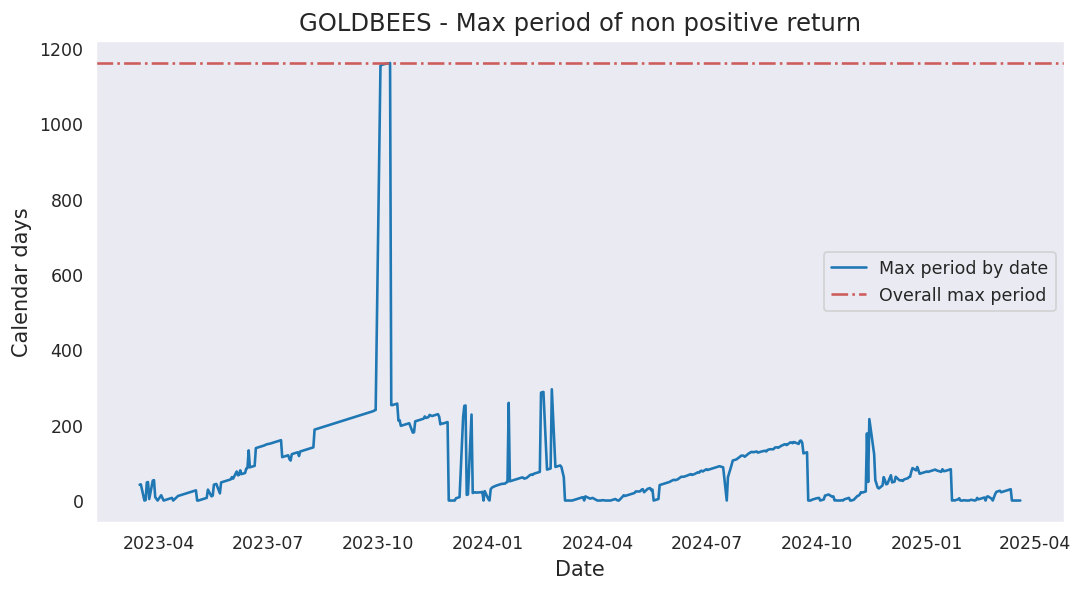 GOLDBEES - Max period of non positive return
1200
1000
800
600
400
200
0
Calendar days
Max period by date
Overall max period
2023-04 2023-07 2023-10 2024-01 2024-04 2024-07 2024-10 2025-01 2025-04
Date